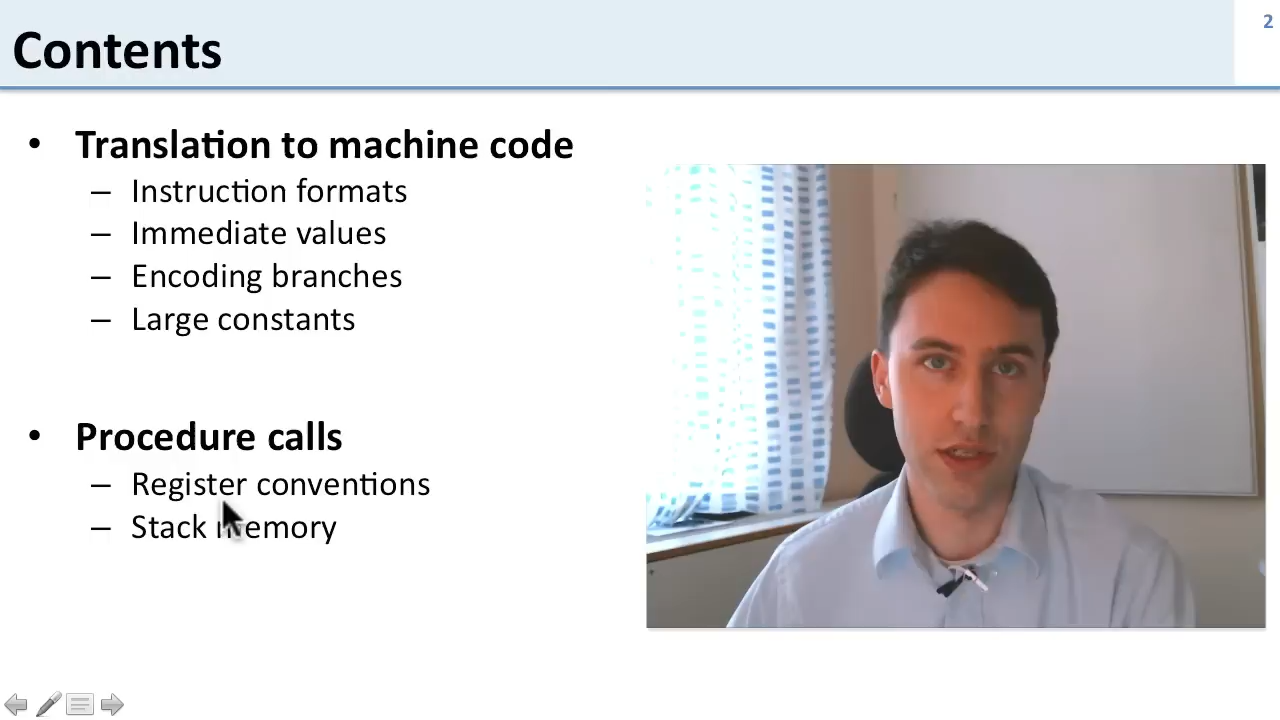 Contents
2
• Translation to machine code
– Instruction formats
– Immediate values
– Encoding branches
– Large constants
• Procedure calls
– Register conventions
– Stack memory